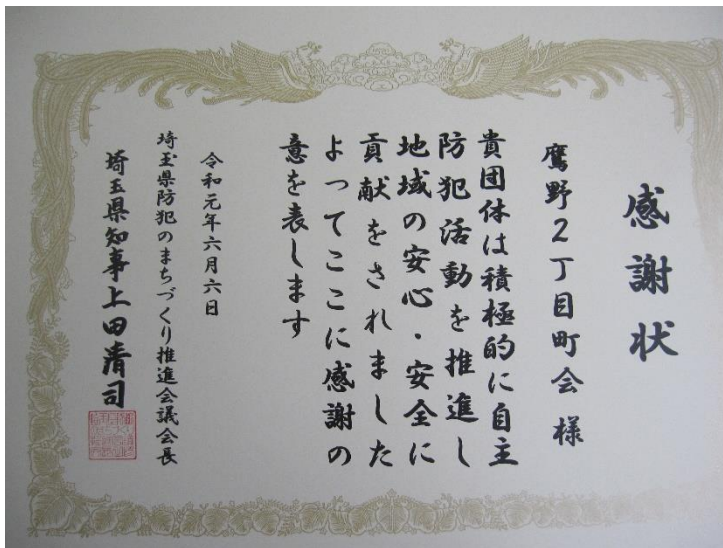 感謝状
鷹野2丁目町会 様
貴団体は積極的に自主
防犯活動を推進し
地域の安心・安全に
貢献をされました
よってここに感謝の
意を表します
令和元年六月六日
埼玉県防犯のまちづくり推進会議会長
埼玉県知事上田清司